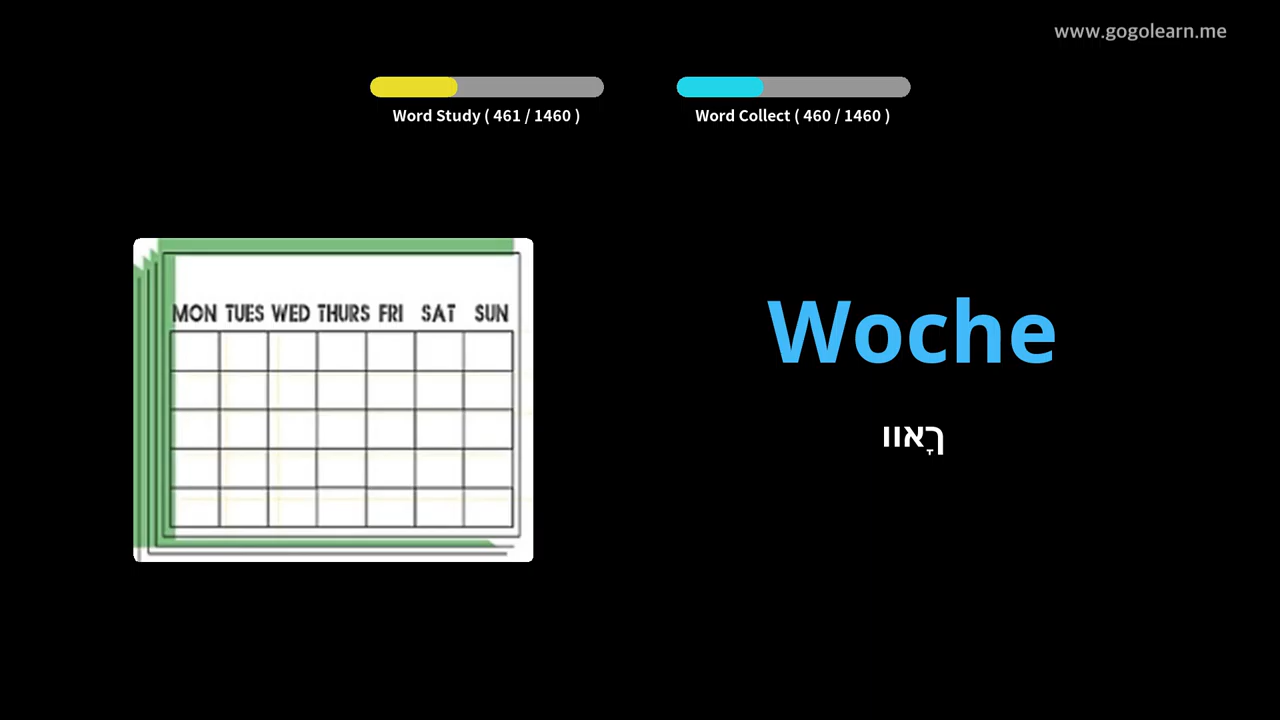 www.gogolearn.me
Word Study ( 461 / 1460 )
Word Collect ( 460 / 1460 )
MON TUES WED THURS FRI SAT SUN
Woche
ךָאוו